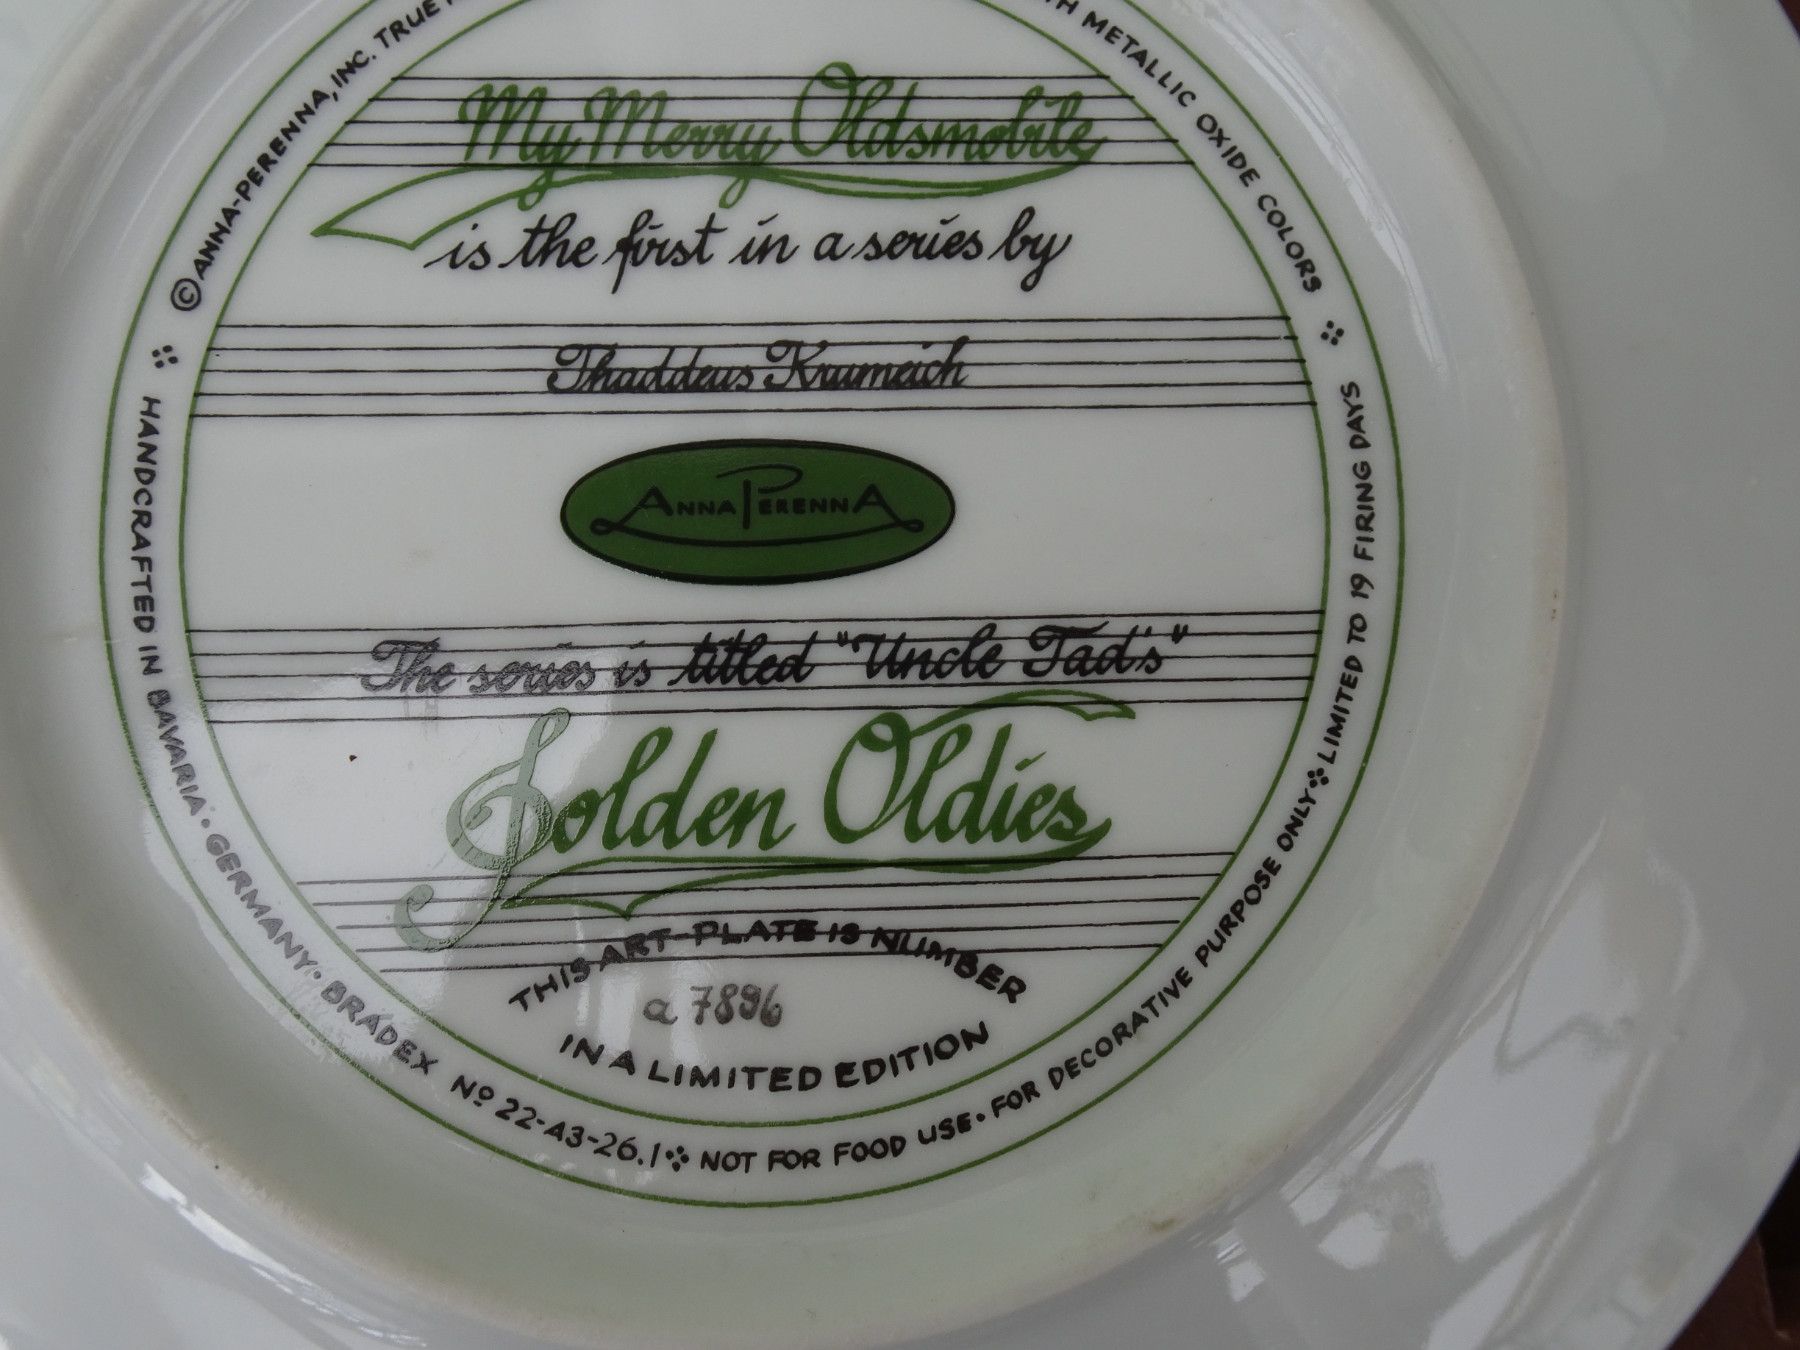 My Merry Oldsmobile
is the first in a series by
Thaddeus Krumeich
ANNA PERENNA
The series is titled "Uncle Tad's"
Golden Oldies
THIS ART-PLATE IS NUMBER
a 7896
IN A LIMITED EDITION
©ANNA-PERENNA, INC. TRUE
METALLIC OXIDE COLORS
LIMITED TO 19 FIRING DAYS
HANDCRAFTED IN BAVARIA · GERMANY · BRADEX Nº 22-A3-26.1
NOT FOR FOOD USE · FOR DECORATIVE PURPOSE ONLY